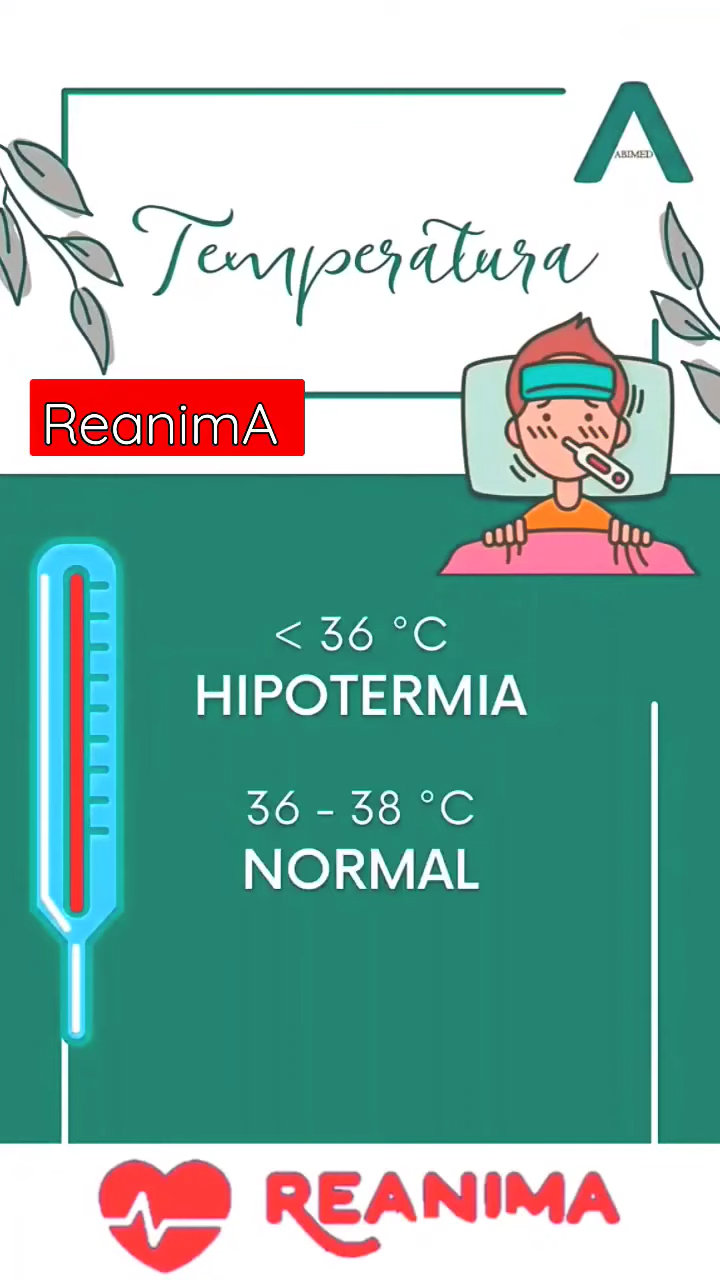 ABIMED
Temperatura
ReanimA
< 36 °C
HIPOTERMIA
36 - 38 °C
NORMAL
REANIMA